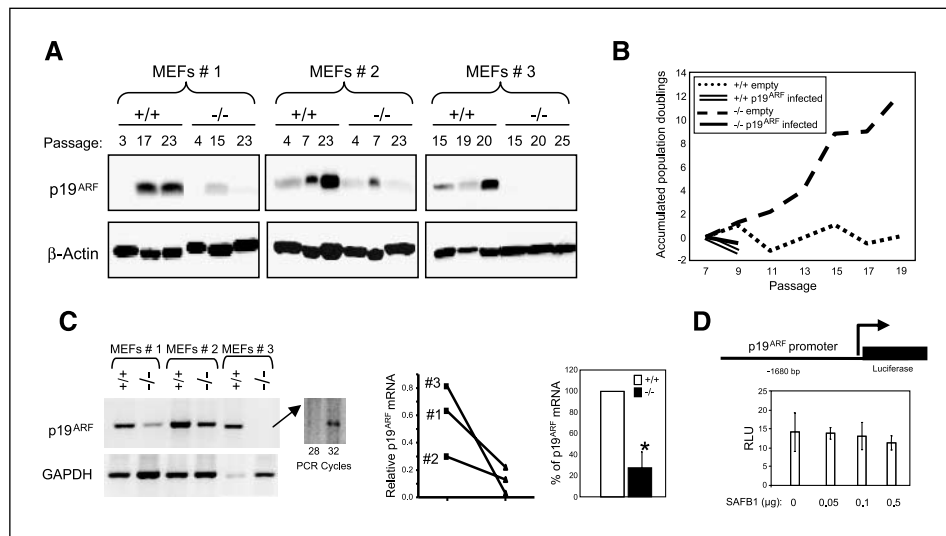 A
MEFs # 1 MEFs # 2 MEFs # 3
+/+ -/- +/+ -/- +/+ -/-
Passage: 3 17 23 4 15 23 4 7 23 4 7 23 15 19 20 15 20 25
p19ARF
β-Actin
B
Accumulated population doublings
14
12
10
8
6
4
2
0
-2
+/+ empty
+/+ p19ARF infected
-/- empty
-/- p19ARF infected
7 9 11 13 15 17 19
Passage
C
MEFs # 1 MEFs # 2 MEFs # 3
+/+ -/- +/+ -/- +/+ -/-
p19ARF
GAPDH
28 32
PCR Cycles
Relative p19ARF mRNA
0.8
0.6
0.4
0.2
0.0
#3
#1
#2
% of p19ARF mRNA
120
100
80
60
40
20
0
+/+
-/-
*
D
p19ARF promoter
~1680 bp
Luciferase
RLU
25
20
15
10
5
0
SAFB1 (µg): 0 0.05 0.1 0.5